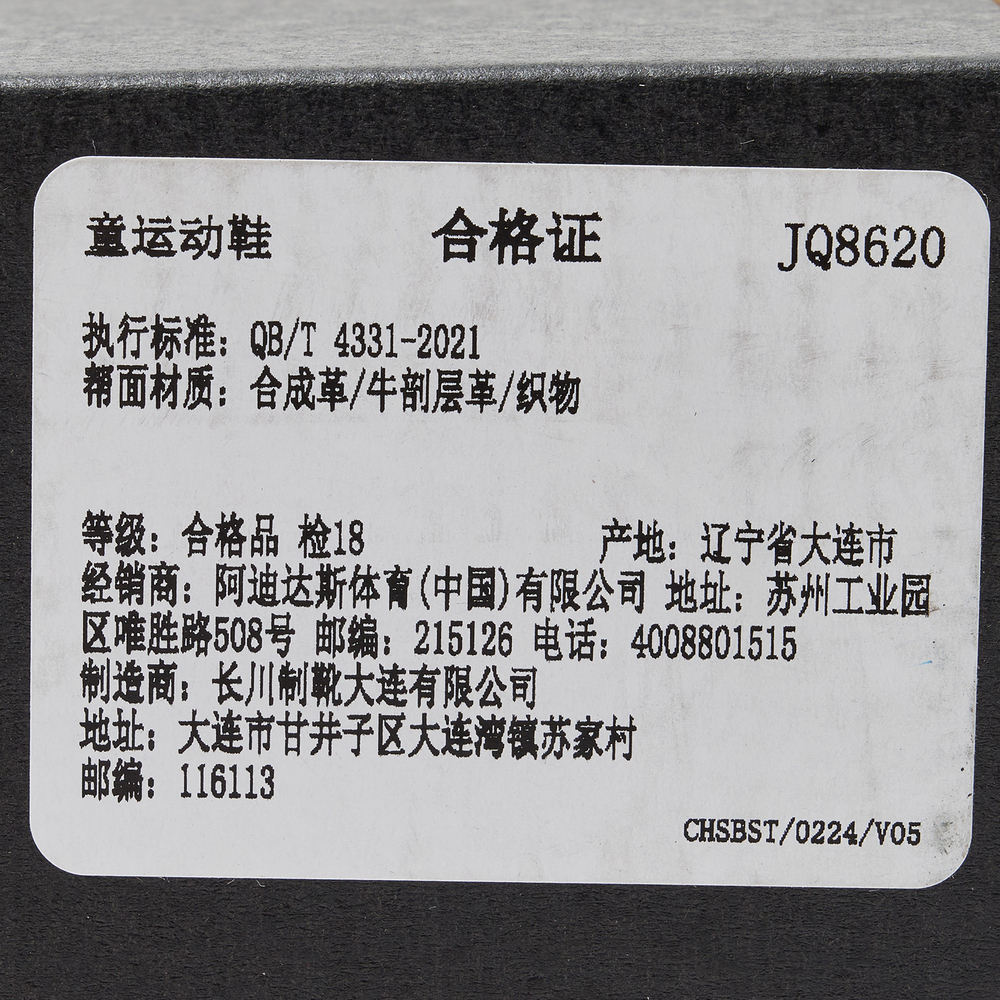 童运动鞋 合格证 JQ8620
执行标准：QB/T 4331-2021
帮面材质：合成革/牛剖层革/织物
等级：合格品 检18 产地：辽宁省大连市
经销商：阿迪达斯体育(中国)有限公司 地址：苏州工业园
区唯胜路508号 邮编：215126 电话：4008801515
制造商：长川制靴大连有限公司
地址：大连市甘井子区大连湾镇苏家村
邮编：116113
CHSBST/0224/V05